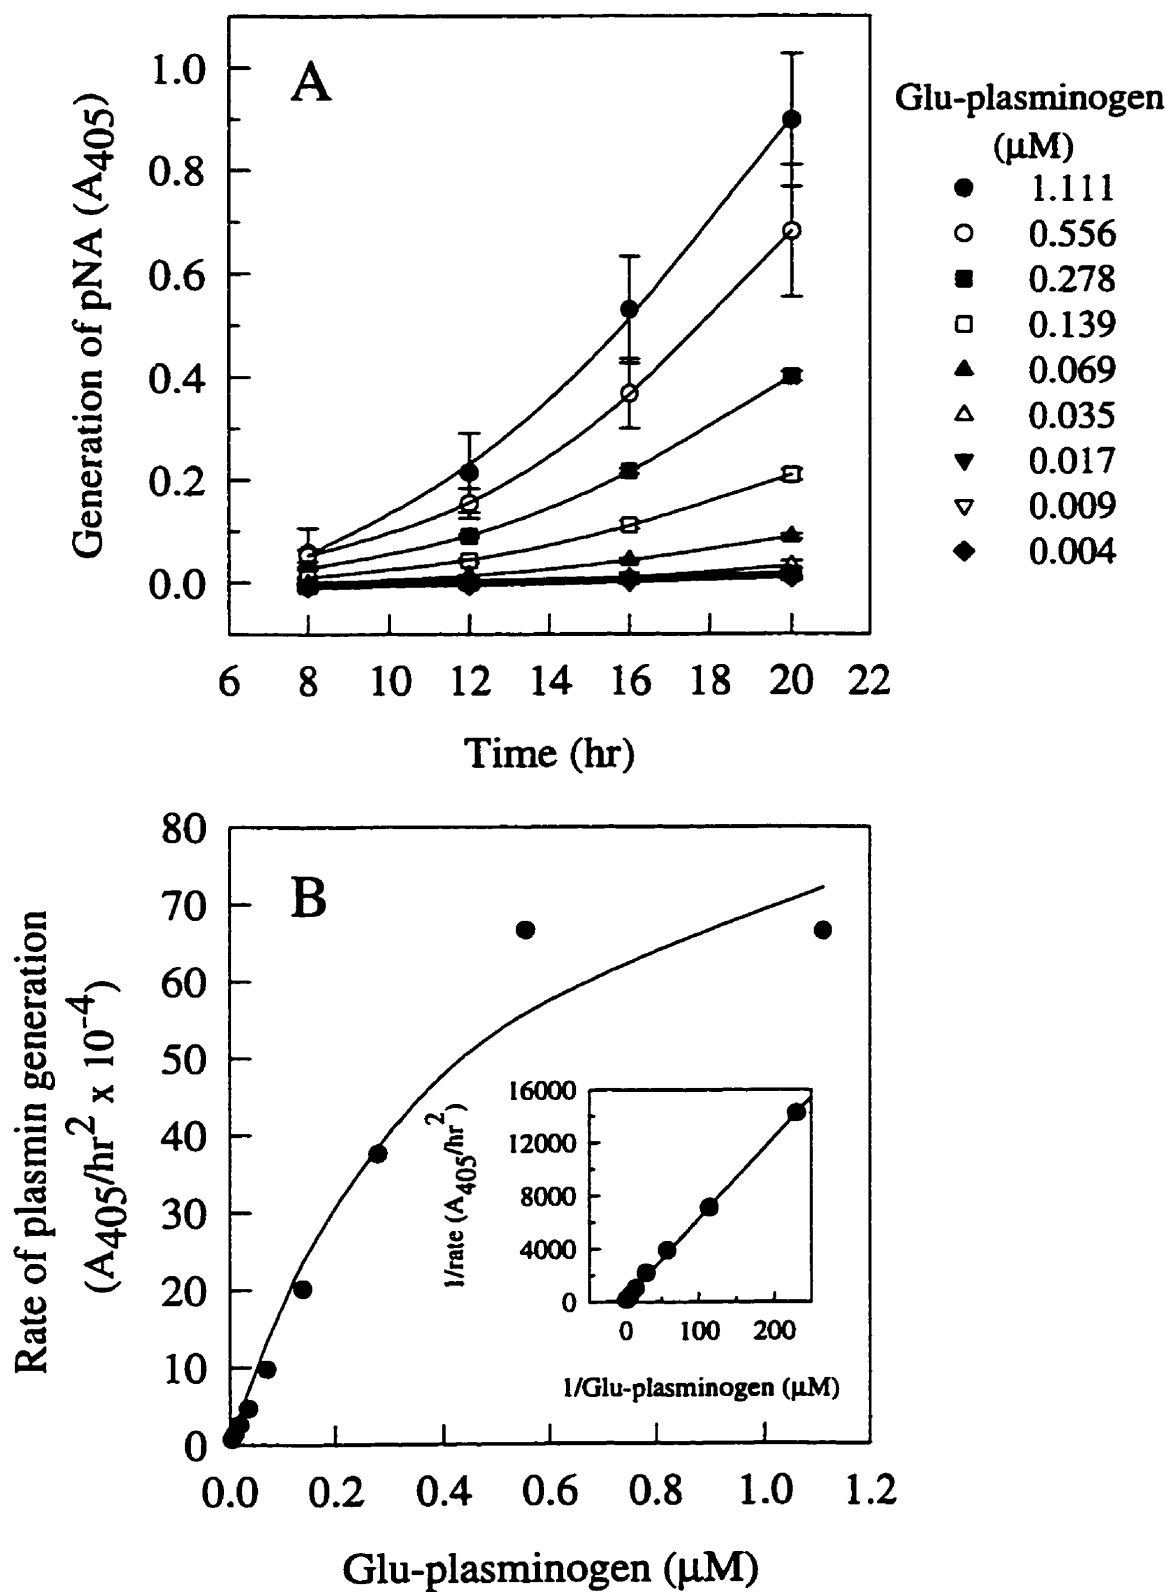 A
Generation of pNA (A405)
1.0
0.8
0.6
0.4
0.2
0.0
6 8 10 12 14 16 18 20 22
Time (hr)
Glu-plasminogen
(μM)
1.111
0.556
0.278
0.139
0.069
0.035
0.017
0.009
0.004
B
Rate of plasmin generation
(A405/hr2 x 10-4)
80
70
60
50
40
30
20
10
0
0.0 0.2 0.4 0.6 0.8 1.0 1.2
Glu-plasminogen (μM)
1/rate (A405/hr2)
16000
12000
8000
4000
0
0 100 200
1/Glu-plasminogen (μM)